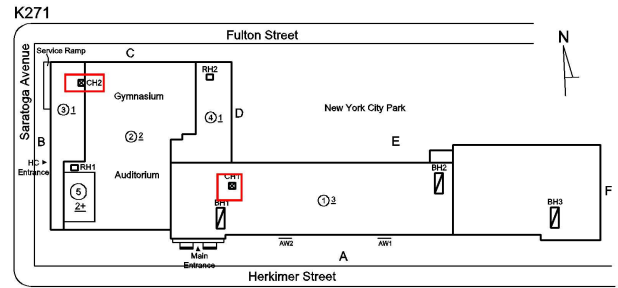 K271
Fulton Street
N
Saratoga Avenue
Service Ramp
C
CH2
RH2
Gymnasium
3 1
4 1
D
New York City Park
2 2
B
E
HC
Entrance
RH1
Auditorium
BH2
CH1
5
2+
F
1 3
BH1
BH3
AW2
AW1
Main
Entrance
A
Herkimer Street